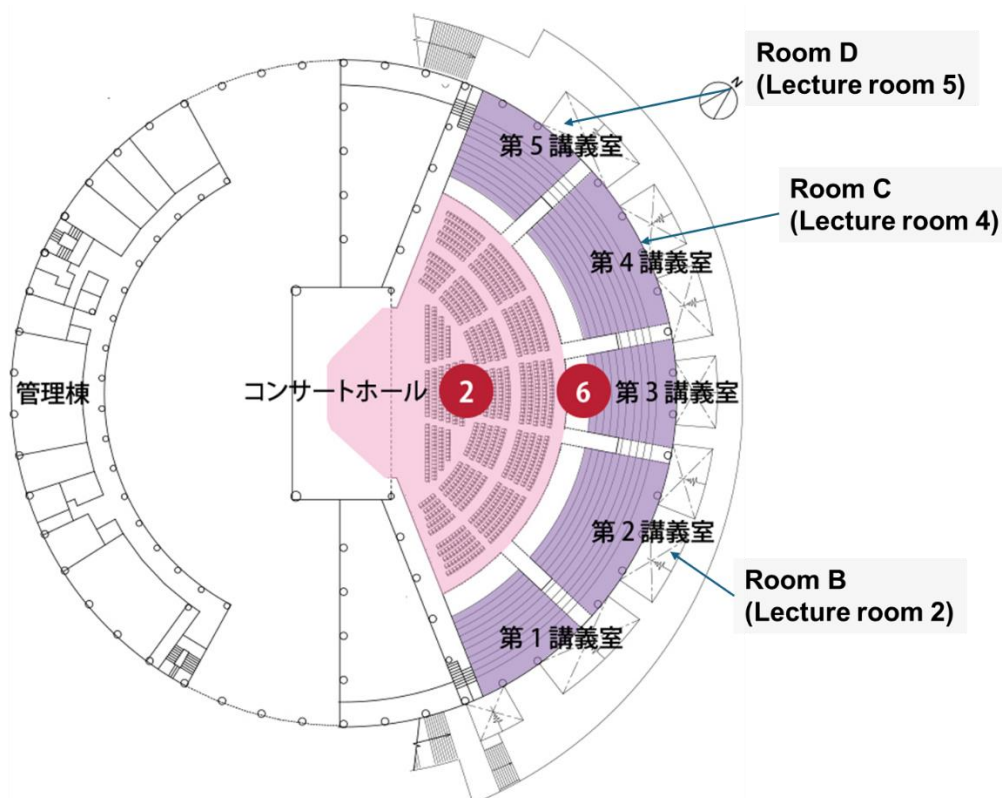 Room D
(Lecture room 5)
N
第5講義室
Room C
(Lecture room 4)
第4講義室
管理棟
コンサートホール
2
6
第3講義室
第2講義室
Room B
(Lecture room 2)
第1講義室